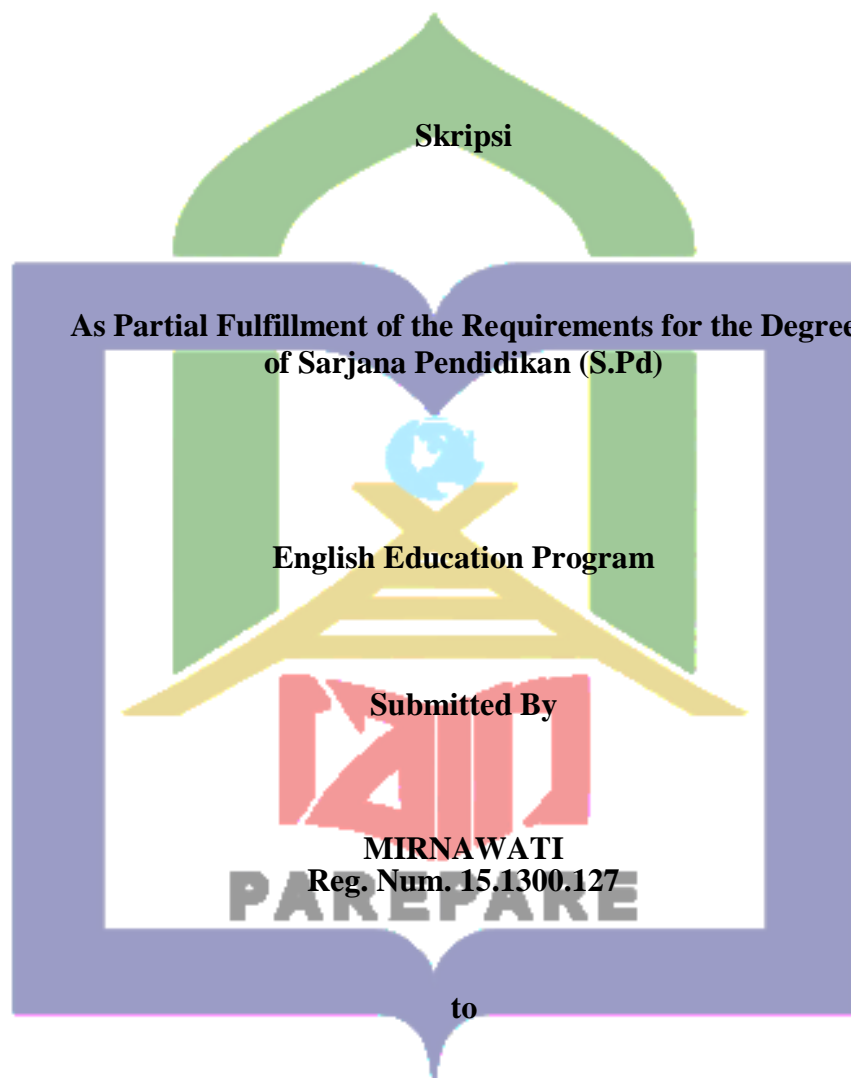 Skripsi
As Partial Fulfillment of the Requirements for the Degree
of Sarjana Pendidikan (S.Pd)
English Education Program
Submitted By
iain
MIRNAWATI
Reg. Num. 15.1300.127
PAREPARE
to